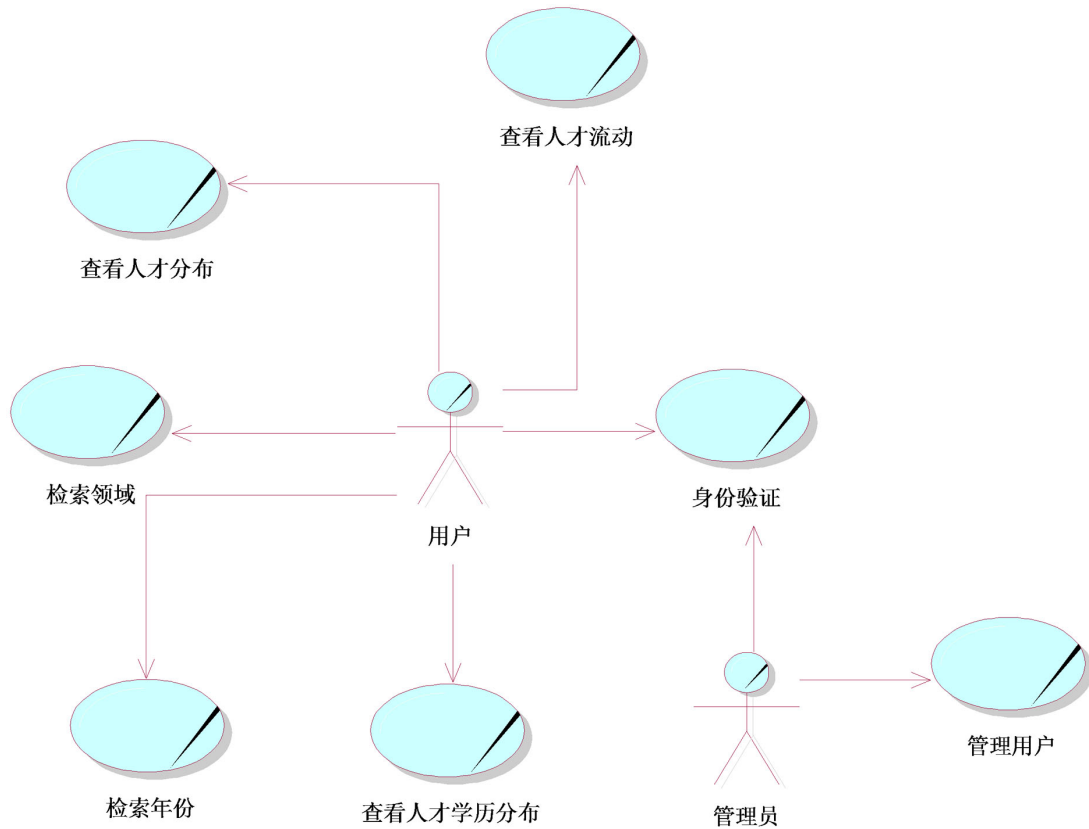 查看人才流动
查看人才分布
检索领域
身份验证
用户
管理用户
检索年份
查看人才学历分布
管理员